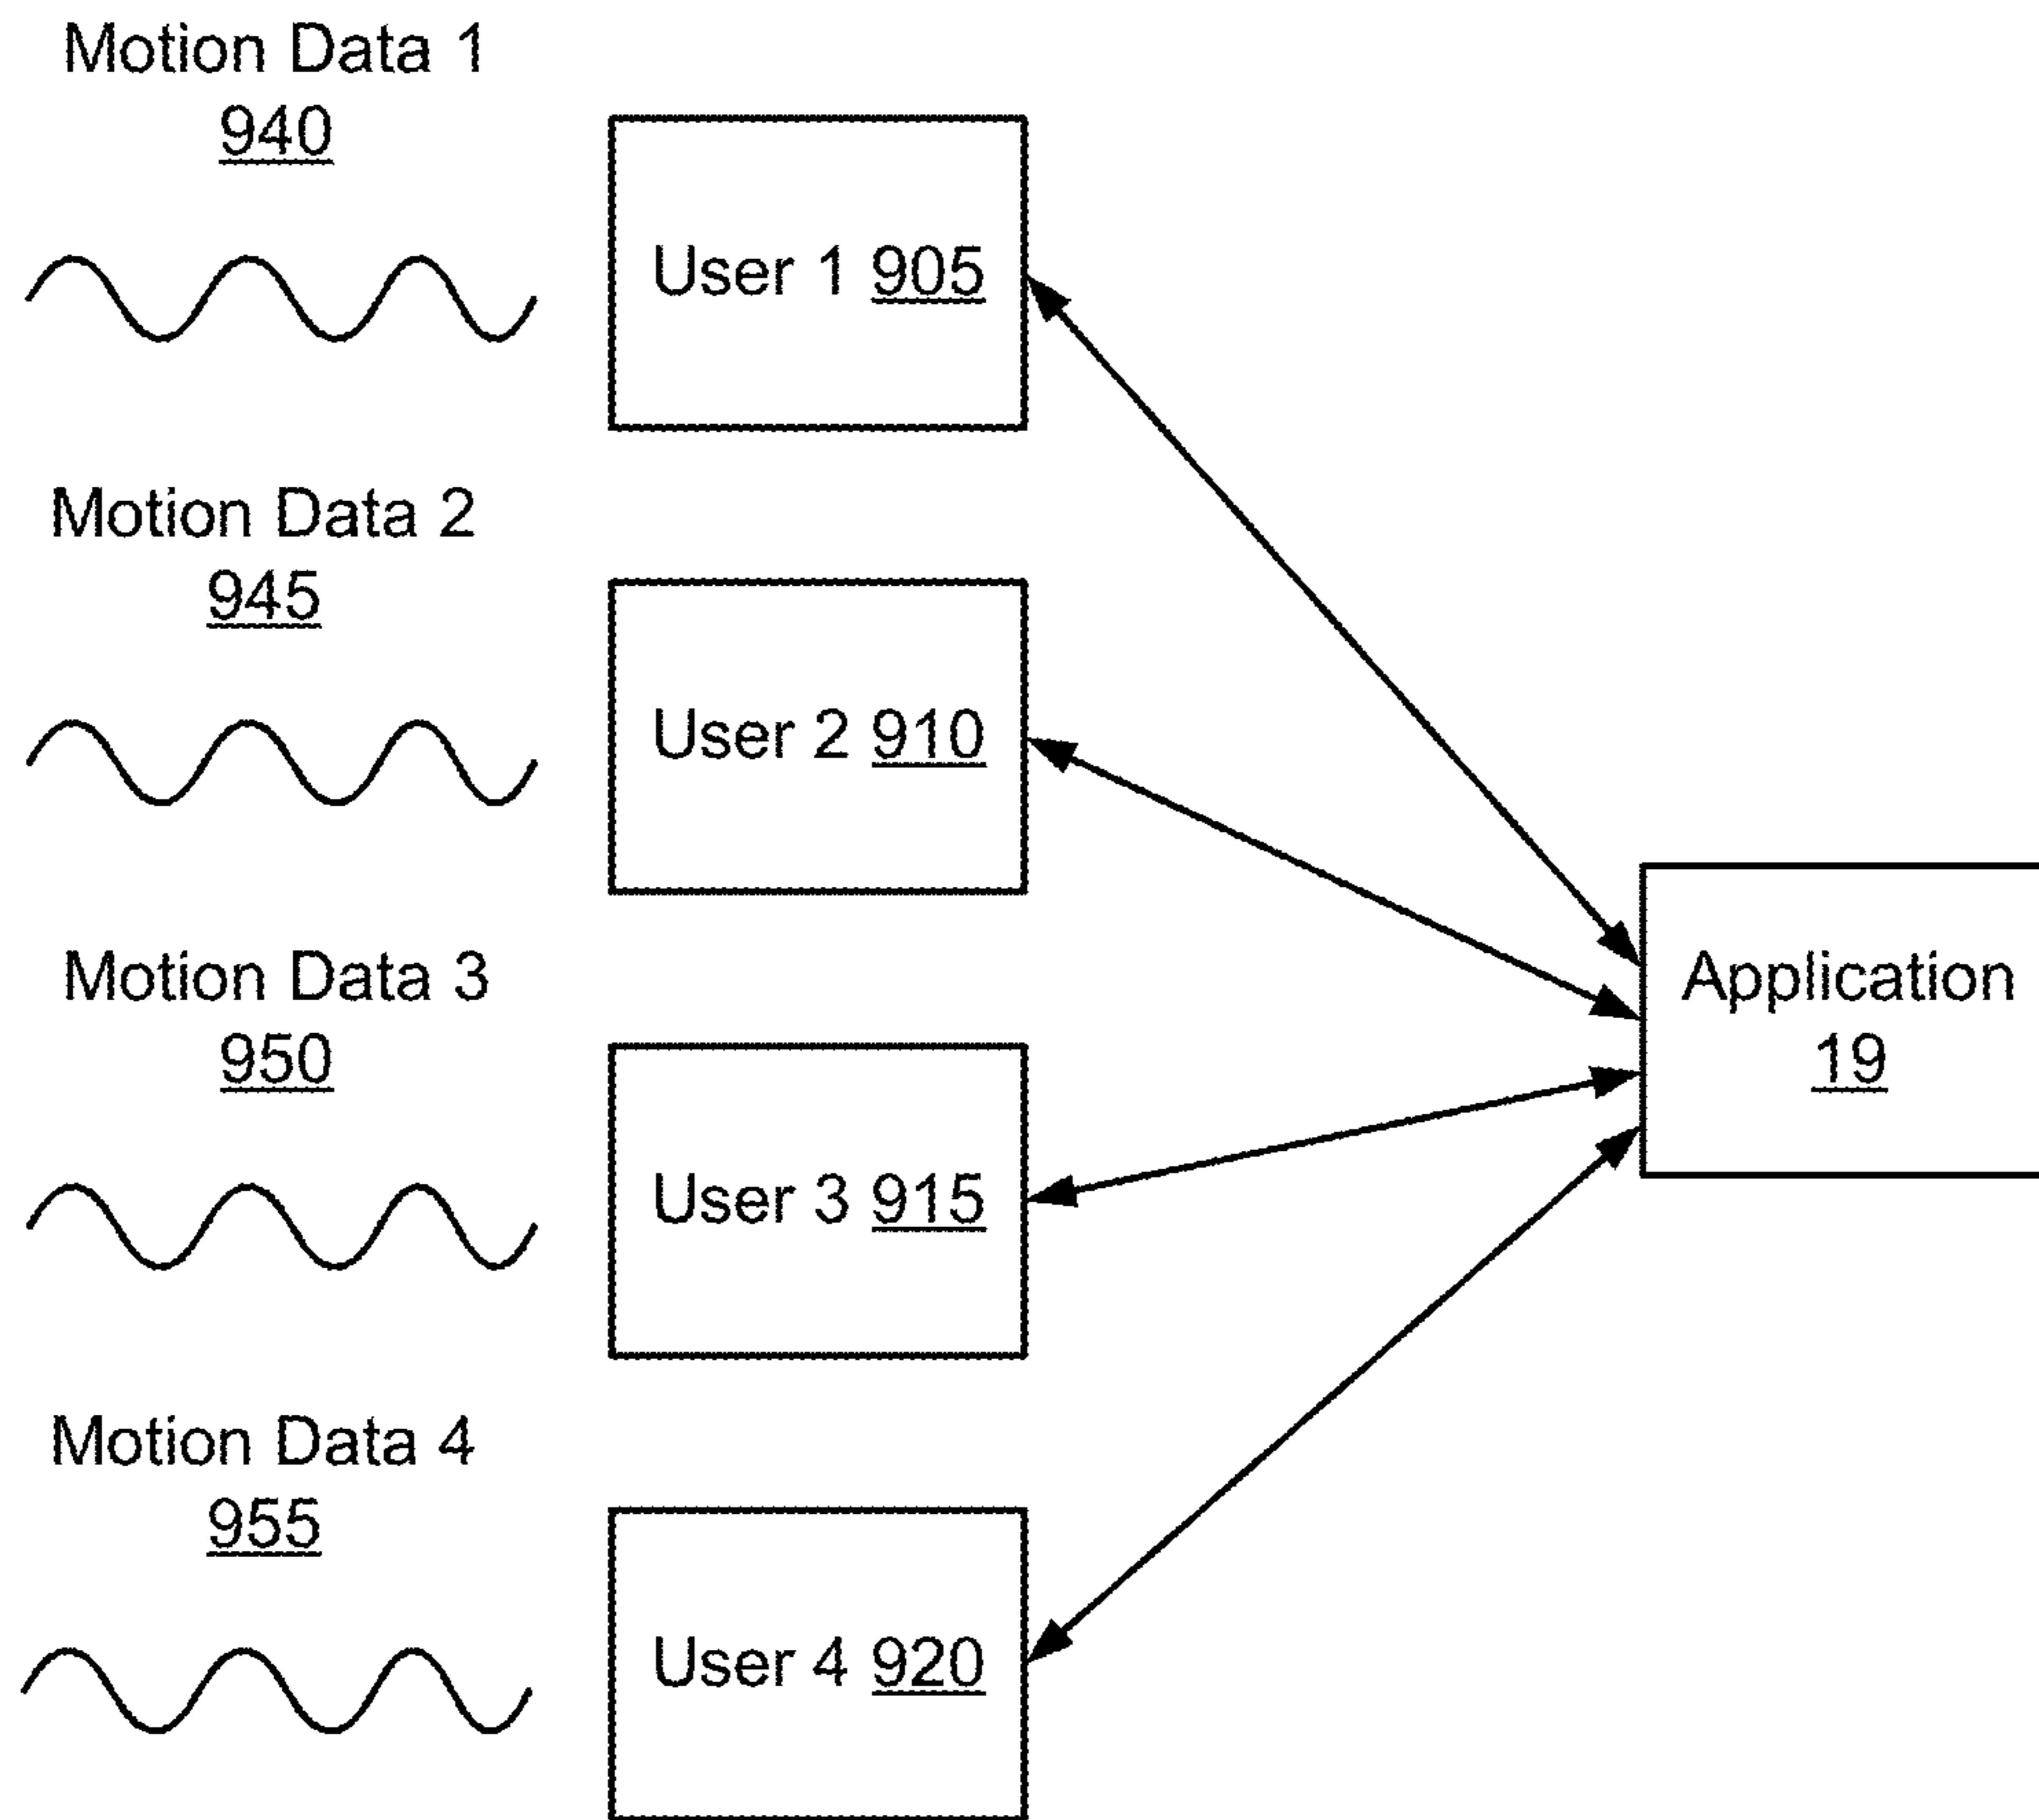 Motion Data 1
940
User 1 905
Motion Data 2
945
User 2 910
Motion Data 3
950
User 3 915
Application
19
Motion Data 4
955
User 4 920